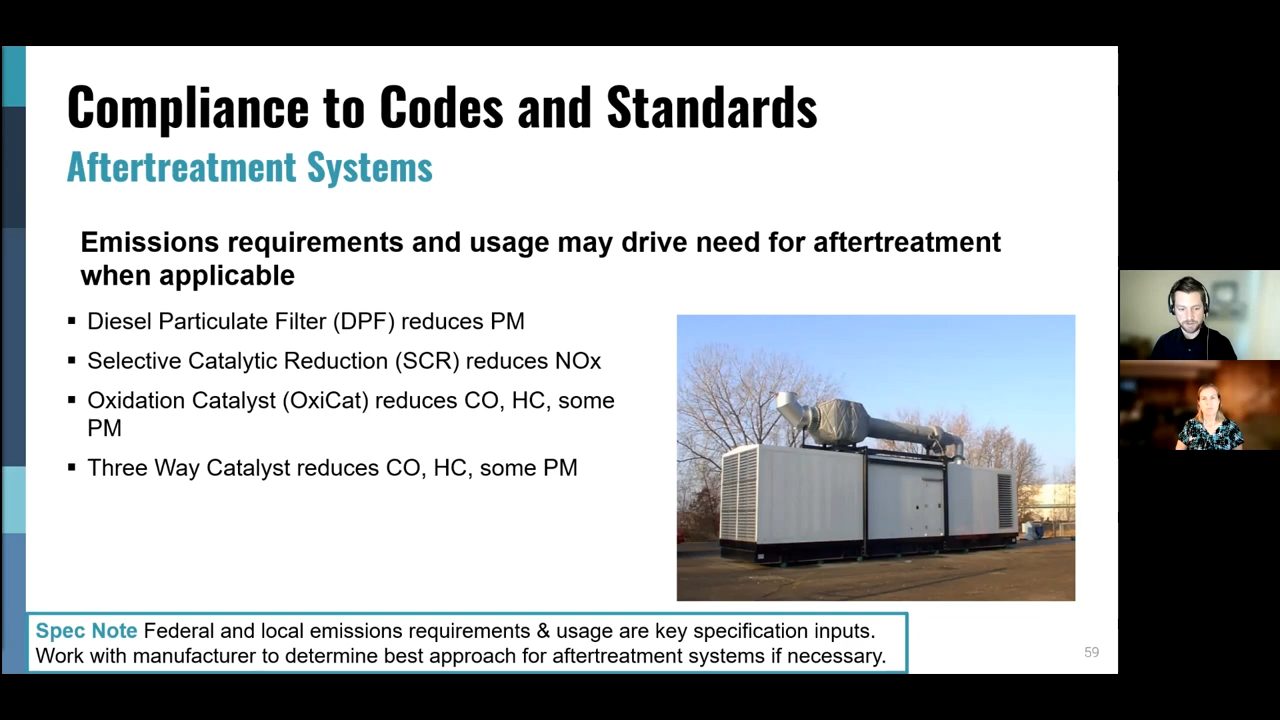 Compliance to Codes and Standards
Aftertreatment Systems
Emissions requirements and usage may drive need for aftertreatment
when applicable
▪ Diesel Particulate Filter (DPF) reduces PM
▪ Selective Catalytic Reduction (SCR) reduces NOx
▪ Oxidation Catalyst (OxiCat) reduces CO, HC, some
PM
▪ Three Way Catalyst reduces CO, HC, some PM
Spec Note Federal and local emissions requirements & usage are key specification inputs.
Work with manufacturer to determine best approach for aftertreatment systems if necessary.
59